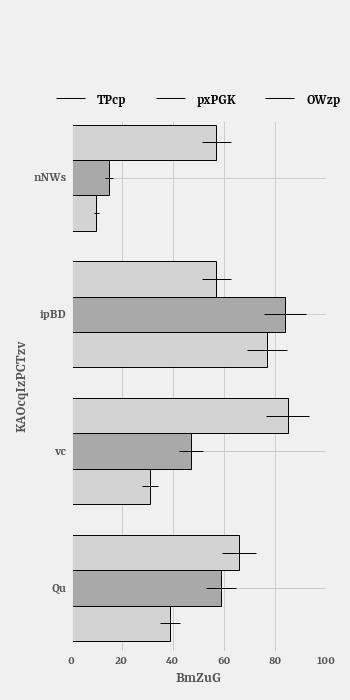 TPcp pxPGK OWzp
nNWs
ipBD
vc
Qu
KAOcqIzPCTzv
0 20 40 60 80 100
BmZuG